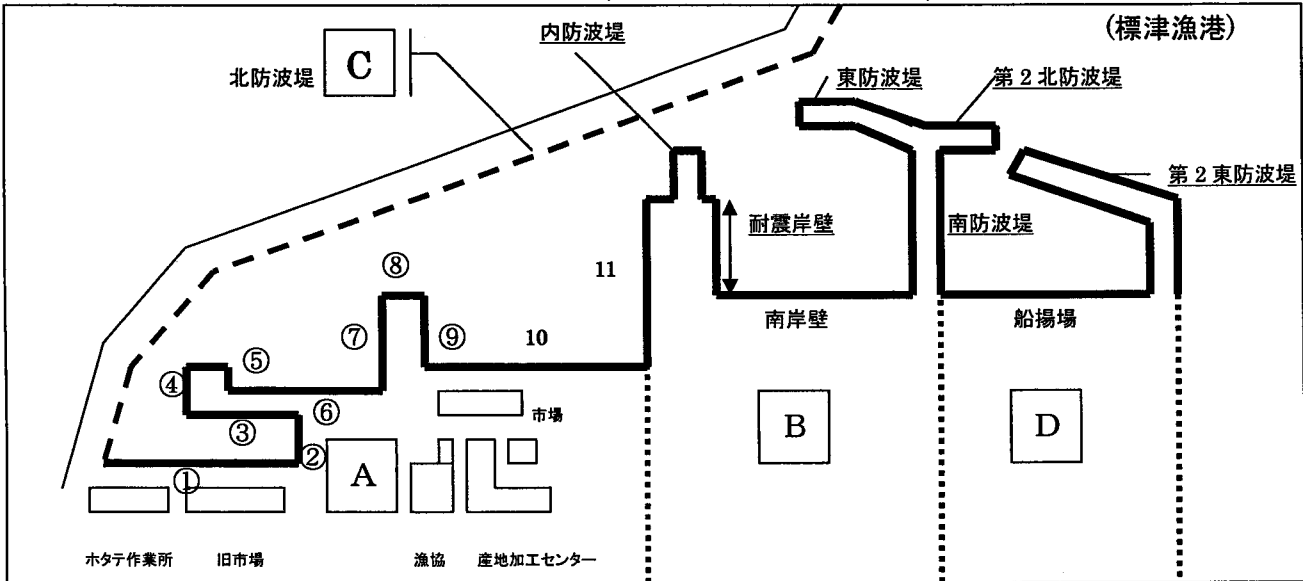 (標津漁港)
内防波堤
北防波堤
C
東防波堤
第2北防波堤
第2東防波堤
耐震岸壁
南防波堤
⑧
11
南岸壁
船揚場
⑦
⑨
10
⑤
④
⑥
市場
③
②
①
A
B
D
ホタテ作業所
旧市場
漁協
産地加工センター